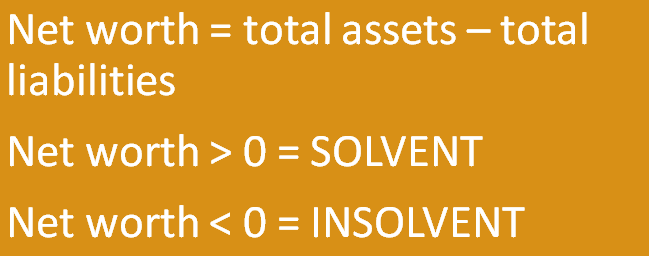 Net worth = total assets – total
liabilities
Net worth > 0 = SOLVENT
Net worth < 0 = INSOLVENT